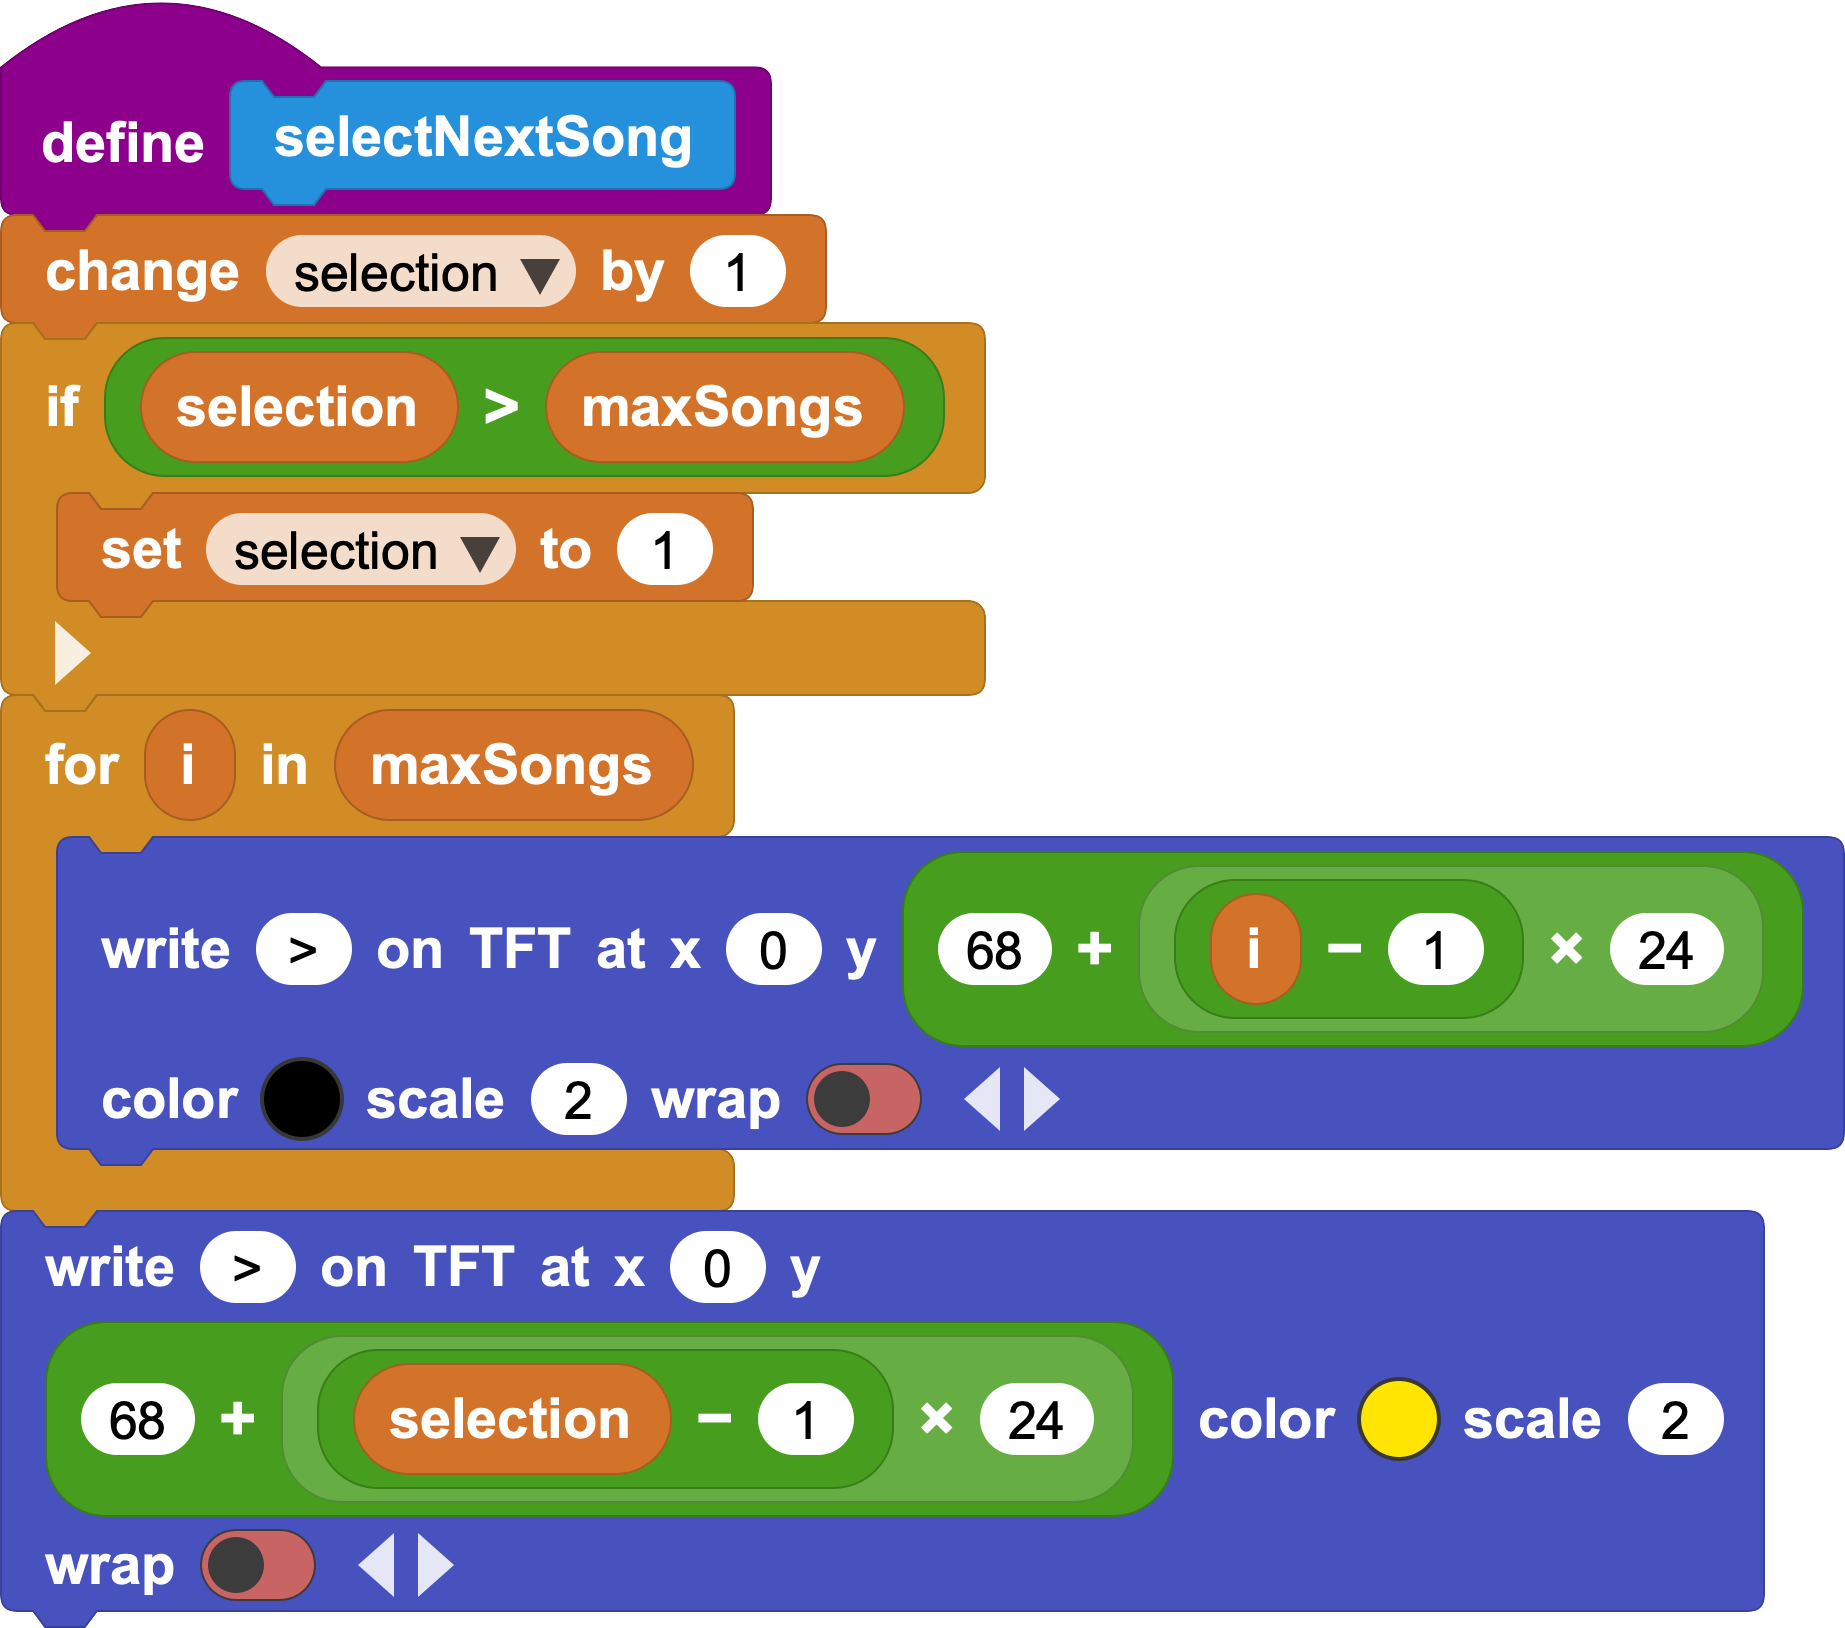 define selectNextSong
change selection by 1
if selection > maxSongs
set selection to 1
for i in maxSongs
write > on TFT at x 0 y 68 + i − 1 × 24
color scale 2 wrap
write > on TFT at x 0 y
68 + selection − 1 × 24 color scale 2
wrap